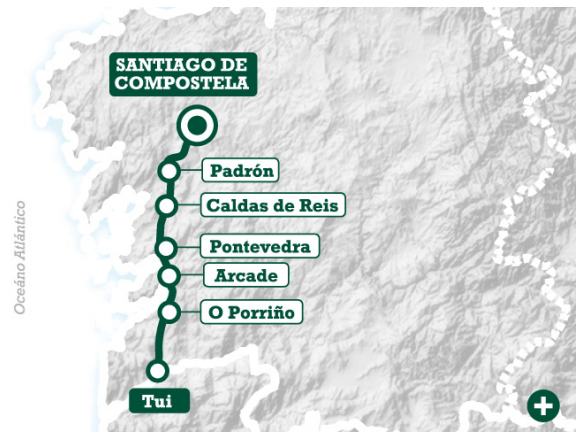 SANTIAGO DE
COMPOSTELA
Padrón
Caldas de Reis
Pontevedra
Arcade
O Porriño
Tui
Oceáno Atlántico